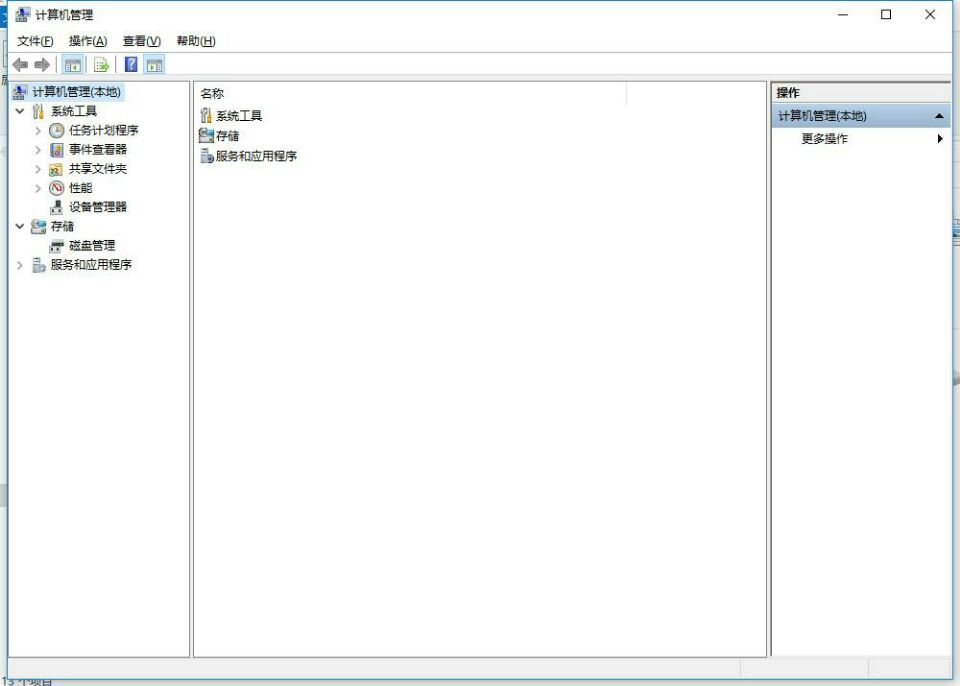 计算机管理
文件(F) 操作(A) 查看(V) 帮助(H)
计算机管理(本地)
系统工具
任务计划程序
事件查看器
共享文件夹
性能
设备管理器
存储
磁盘管理
服务和应用程序
名称
系统工具
存储
服务和应用程序
操作
计算机管理(本地)
更多操作
个项目